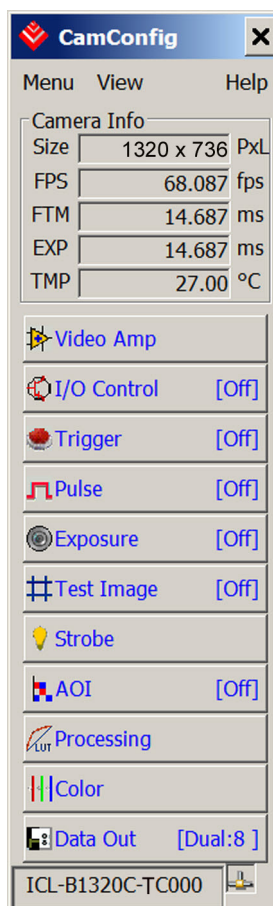 CamConfig
Menu View Help
Camera Info
Size 1320 x 736 PxL
FPS 68.087 fps
FTM 14.687 ms
EXP 14.687 ms
TMP 27.00 °C
Video Amp
I/O Control [Off]
Trigger [Off]
Pulse [Off]
Exposure [Off]
Test Image [Off]
Strobe
AOI [Off]
LUT Processing
Color
Data Out [Dual:8 ]
ICL-B1320C-TC000